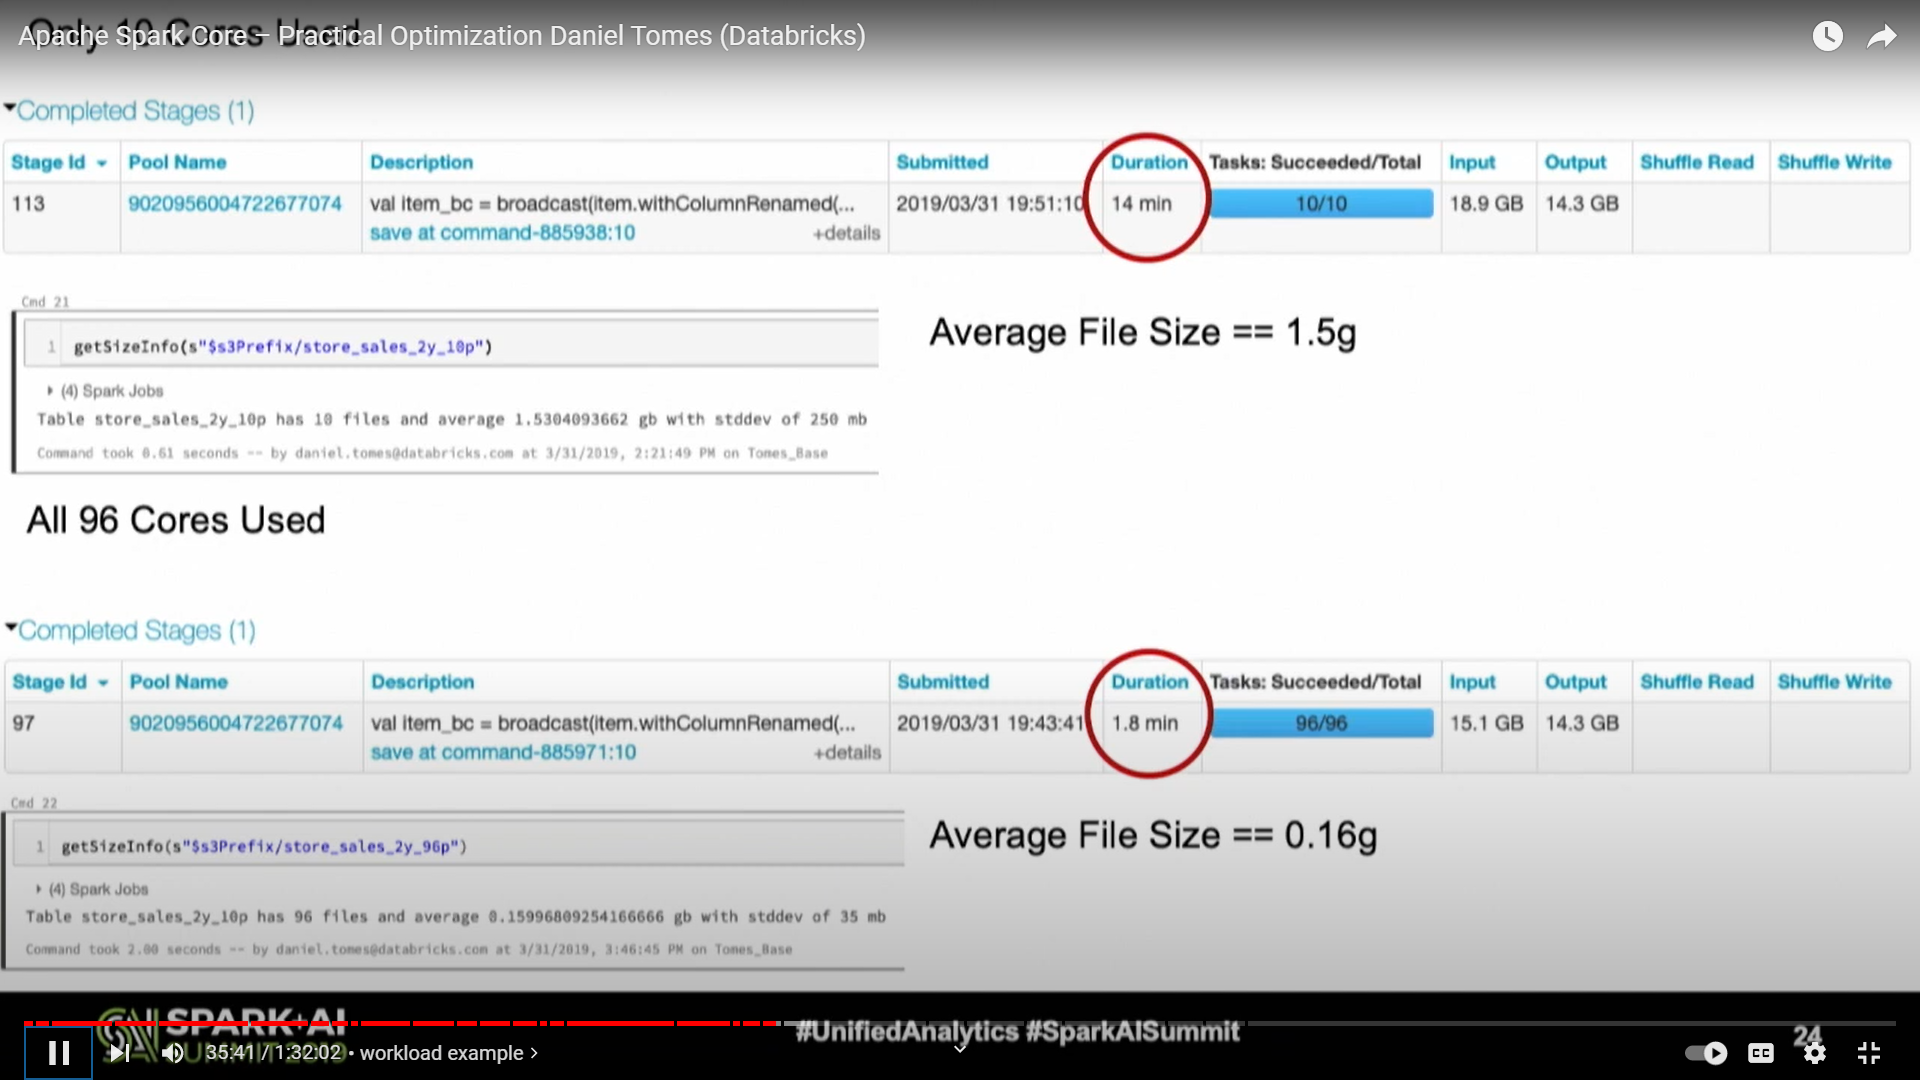 Only 10 Cores Used
Apache Spark Core – Practical Optimization Daniel Tomes (Databricks)
Completed Stages (1)
Stage Id Pool Name Description Submitted Duration Tasks: Succeeded/Total Input Output Shuffle Read Shuffle Write
113 9020956004722677074 val item_bc = broadcast(item.withColumnRenamed(... 2019/03/31 19:51:10 14 min 10/10 18.9 GB 14.3 GB
save at command-885938:10 +details
Cmd 21
1 getSizeInfo(s"$s3Prefix/store_sales_2y_10p")
(4) Spark Jobs
Table store_sales_2y_10p has 10 files and average 1.5304093662 gb with stddev of 250 mb
Command took 0.61 seconds -- by daniel.tomes@databricks.com at 3/31/2019, 2:21:49 PM on Tomes_Base
Average File Size == 1.5g
All 96 Cores Used
Completed Stages (1)
Stage Id Pool Name Description Submitted Duration Tasks: Succeeded/Total Input Output Shuffle Read Shuffle Write
97 9020956004722677074 val item_bc = broadcast(item.withColumnRenamed(... 2019/03/31 19:43:41 1.8 min 96/96 15.1 GB 14.3 GB
save at command-885971:10 +details
Cmd 22
1 getSizeInfo(s"$s3Prefix/store_sales_2y_96p")
(4) Spark Jobs
Table store_sales_2y_10p has 96 files and average 0.15996809254166666 gb with stddev of 35 mb
Command took 2.00 seconds -- by daniel.tomes@databricks.com at 3/31/2019, 3:46:45 PM on Tomes_Base
Average File Size == 0.16g
SPARK+AI
SUMMIT 2019
#UnifiedAnalytics #SparkAISummit
24
35:41 / 1:32:02 • workload example
CC